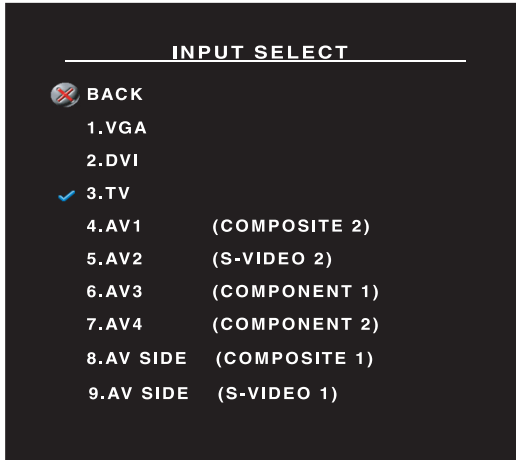 INPUT SELECT
BACK
1.VGA
2.DVI
3.TV
4.AV1 (COMPOSITE 2)
5.AV2 (S-VIDEO 2)
6.AV3 (COMPONENT 1)
7.AV4 (COMPONENT 2)
8.AV SIDE (COMPOSITE 1)
9.AV SIDE (S-VIDEO 1)